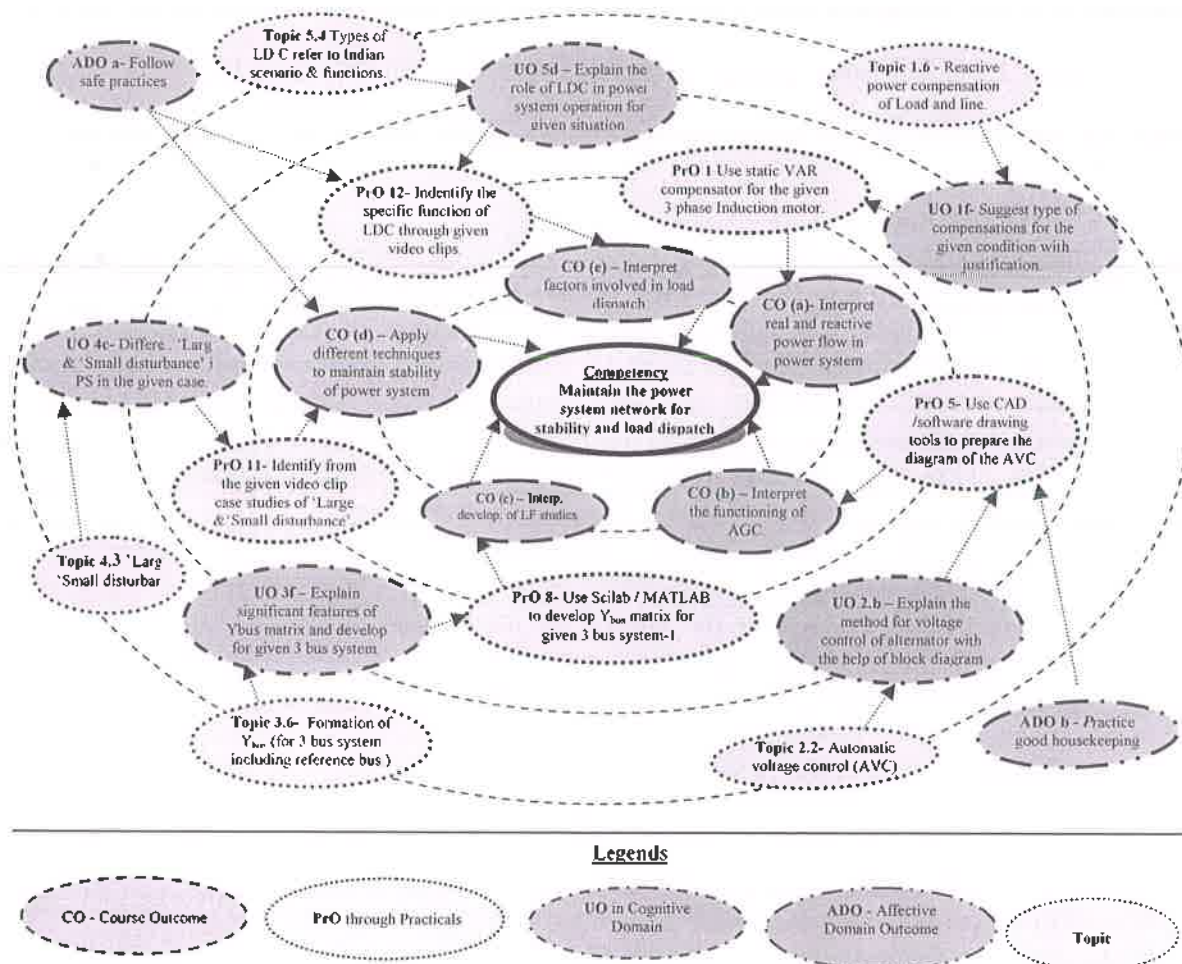 Topic 5.4 Types of
LDC refer to Indian
scenario & functions.
ADO a- Follow
safe practices
UO 5d – Explain the
role of LDC in power
system operation for
given situation
Topic 1.6 - Reactive
power compensation
of Load and line.
PrO 12- Indentify the
specific function of
LDC through given
video clips.
PrO 1 Use static VAR
compensator for the given
3 phase Induction motor.
UO 1f- Suggest type of
compensations for the
given condition with
justification.
CO (e) – Interpret
factors involved in load
dispatch
CO (a)- Interpret
real and reactive
power flow in
power system
CO (d) – Apply
different techniques
to maintain stability
of power system
UO 4c- Differe. 'Larg
& 'Small disturbance' i
PS in the given case.
Competency
Maintain the power
system network for
stability and load dispatch
PrO 5- Use CAD
/software drawing
tools to prepare the
diagram of the AVC
PrO 11- Identify from
the given video clip
case studies of 'Large
&'Small disturbance'
CO (c) – Interp.
develop. of LF studies
CO (b) – Interpret
the functioning of
AGC.
Topic 4.3 'Larg
'Small disturbar
UO 3f – Explain
significant features of
Ybus matrix and develop
for given 3 bus system
PrO 8- Use Scilab / MATLAB
to develop Ybus matrix for
given 3 bus system-1
UO 2.b – Explain the
method for voltage
control of alternator with
the help of block diagram
Topic 3.6- Formation of
Ybus (for 3 bus system
including reference bus )
Topic 2.2- Automatic
voltage control (AVC)
ADO b - Practice
good housekeeping
Legends
CO - Course Outcome
PrO through Practicals
UO in Cognitive
Domain
ADO - Affective
Domain Outcome
Topic